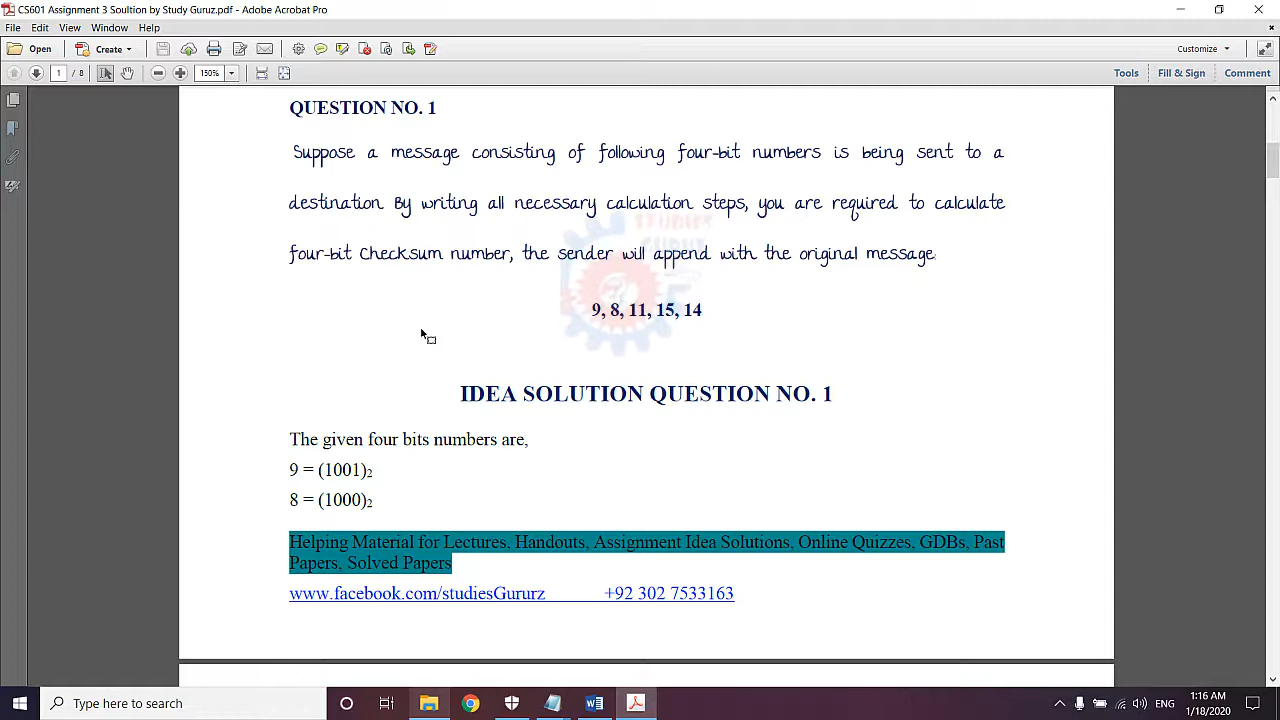 CS601 Assignment 3 Soultion by Study Guruz.pdf - Adobe Acrobat Pro
File Edit View Window Help
Open Create Customize
1 / 8 150% Tools Fill & Sign Comment
QUESTION NO. 1
Suppose a message consisting of following four-bit numbers is being sent to a
destination. By writing all necessary calculation steps, you are required to calculate
four-bit Checksum number, the sender will append with the original message.
9, 8, 11, 15, 14
IDEA SOLUTION QUESTION NO. 1
The given four bits numbers are,
9 = (1001)₂
8 = (1000)₂
Helping Material for Lectures, Handouts, Assignment Idea Solutions, Online Quizzes, GDBs, Past
Papers, Solved Papers
www.facebook.com/studiesGururz +92 302 7533163
Type here to search
ENG
1:16 AM
1/18/2020